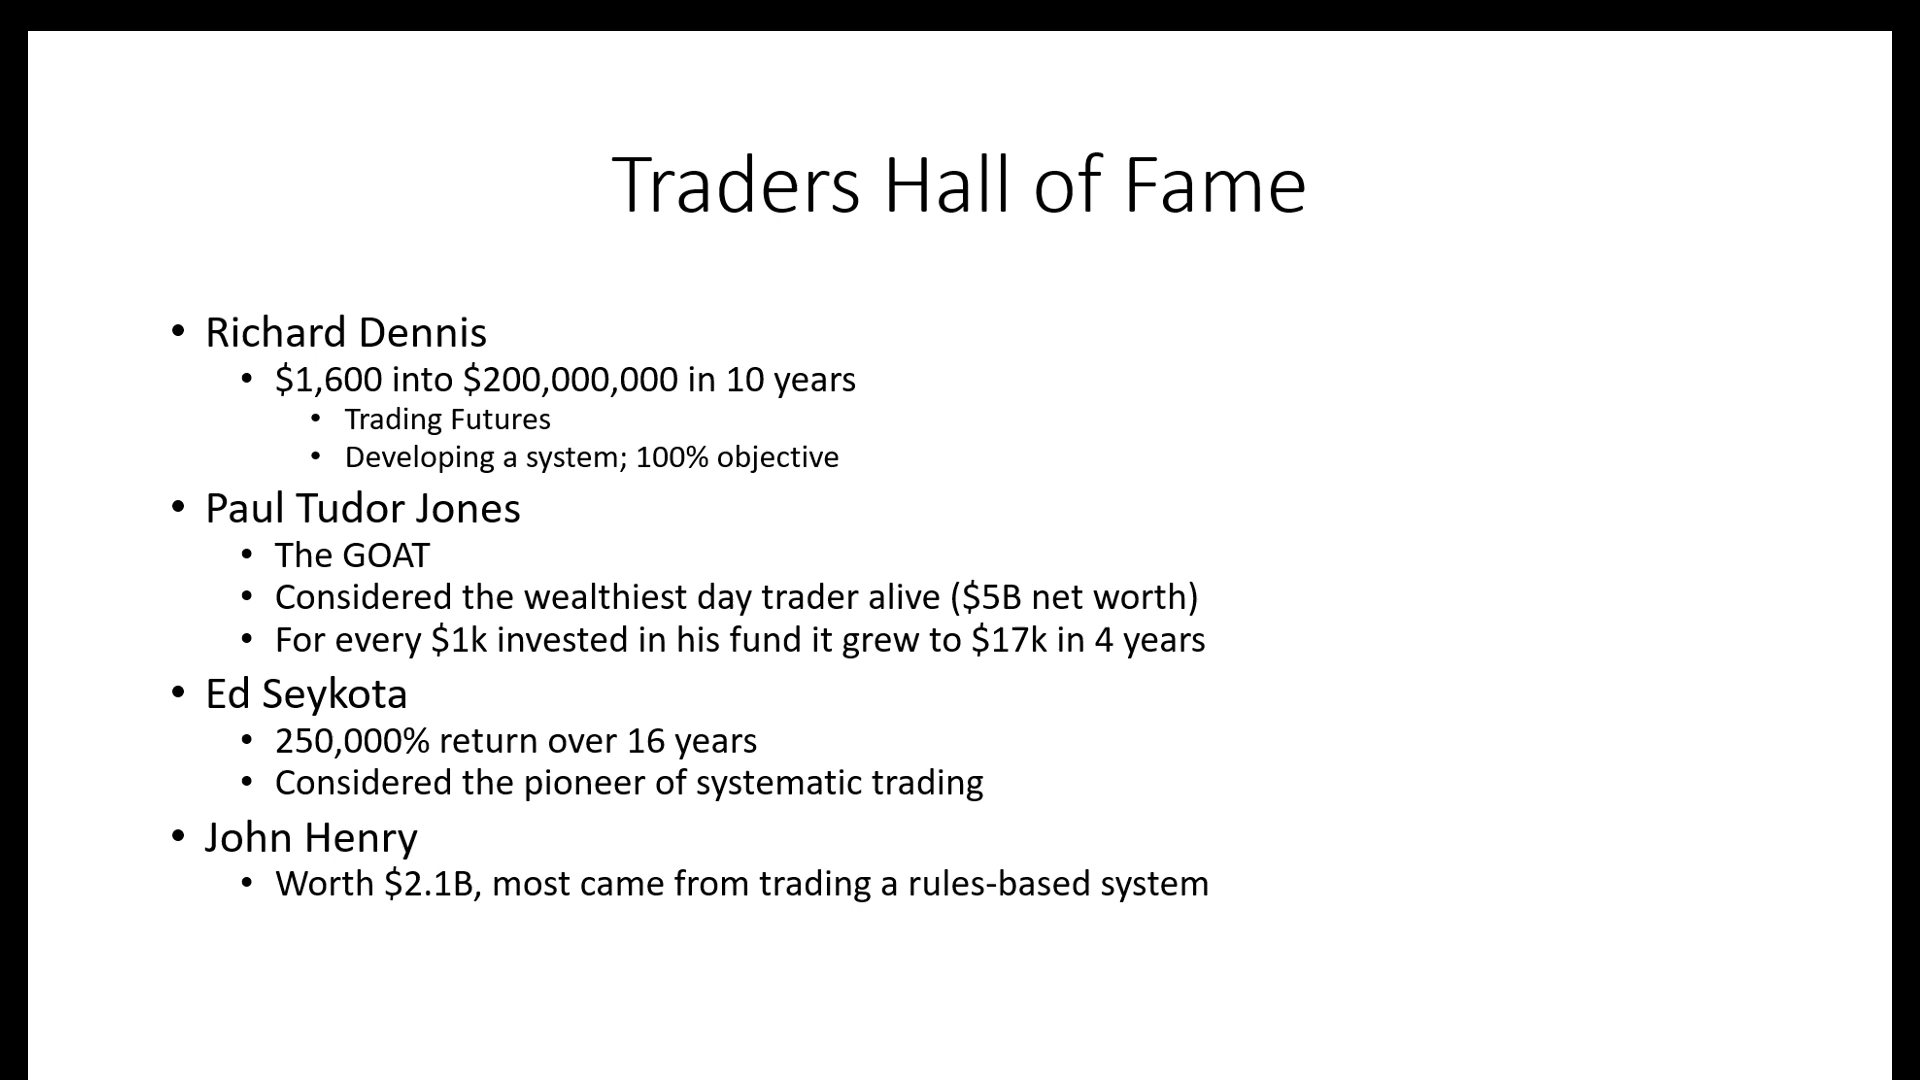 Traders Hall of Fame
• Richard Dennis
• $1,600 into $200,000,000 in 10 years
• Trading Futures
• Developing a system; 100% objective
• Paul Tudor Jones
• The GOAT
• Considered the wealthiest day trader alive ($5B net worth)
• For every $1k invested in his fund it grew to $17k in 4 years
• Ed Seykota
• 250,000% return over 16 years
• Considered the pioneer of systematic trading
• John Henry
• Worth $2.1B, most came from trading a rules-based system